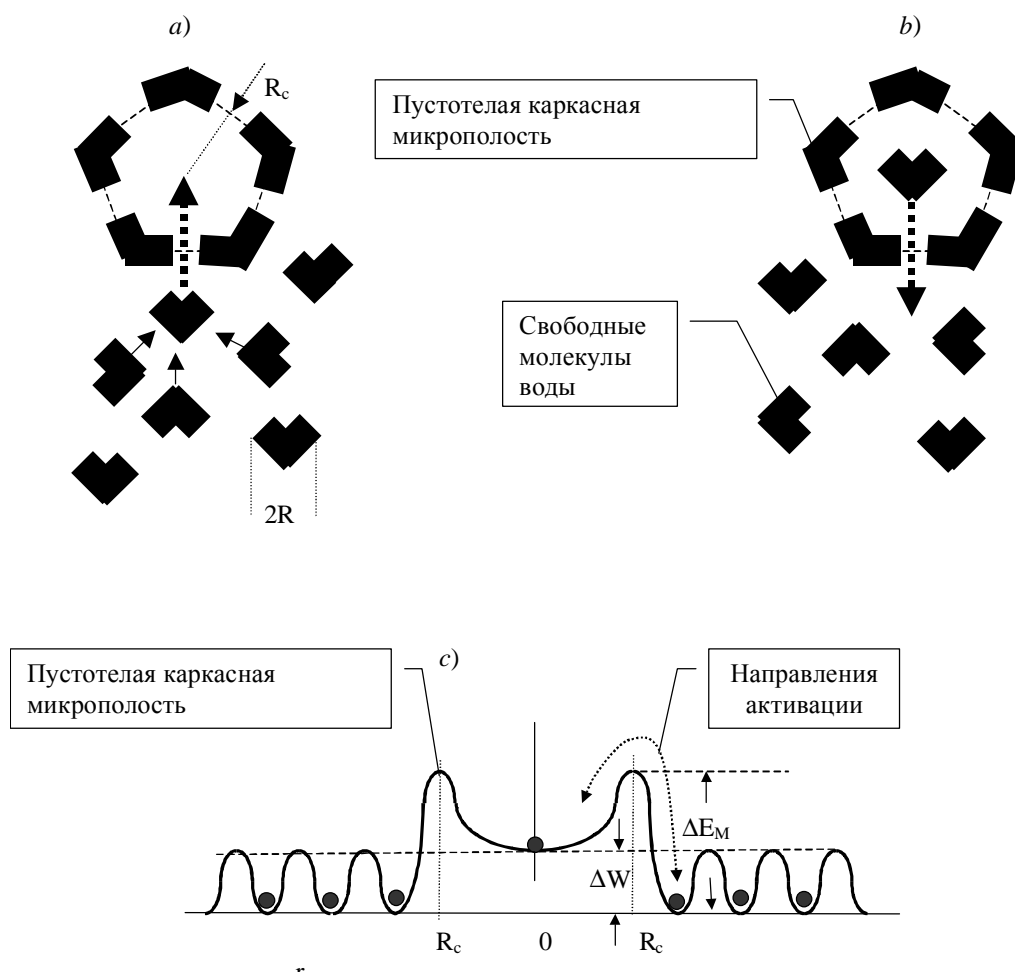 a)
b)
R_c
Пустотелая каркасная
микрополость
Свободные
молекулы
воды
2R
c)
Пустотелая каркасная
микрополость
Направления
активации
ΔE_M
ΔW
R_c 0 R_c
r